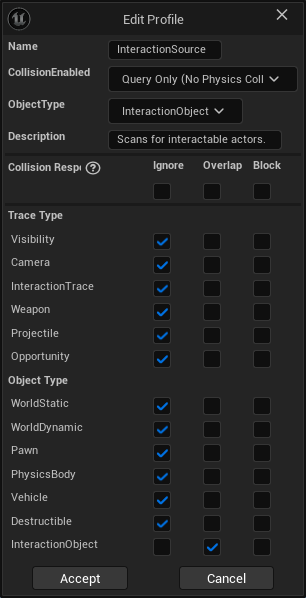 Edit Profile
Name InteractionSource
CollisionEnabled Query Only (No Physics Coll
ObjectType InteractionObject
Description Scans for interactable actors.
Collision Resp ? Ignore Overlap Block
Trace Type
Visibility
Camera
InteractionTrace
Weapon
Projectile
Opportunity
Object Type
WorldStatic
WorldDynamic
Pawn
PhysicsBody
Vehicle
Destructible
InteractionObject
Accept Cancel